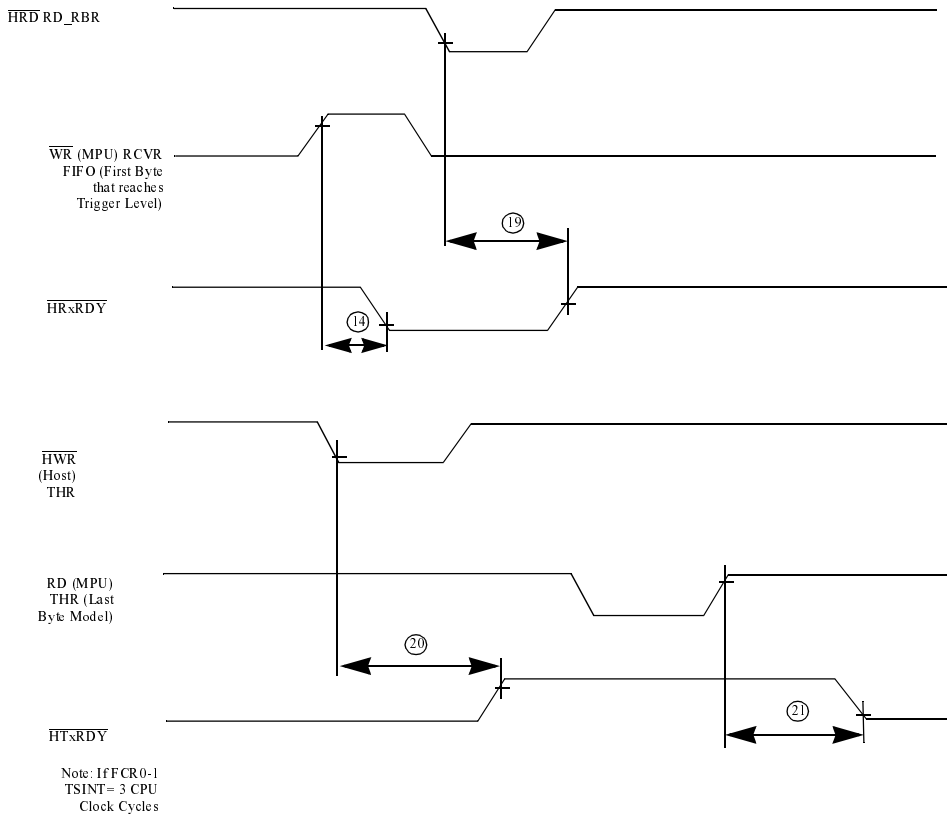 HRD RD_RBR
WR (MPU) RCVR
FIFO (First Byte
that reaches
Trigger Level)
19
HRxRDY
14
HWR
(Host)
THR
RD (MPU)
THR (Last
Byte Model)
20
HTxRDY
21
Note: If FCR0-1
TSINT= 3 CPU
Clock Cycles